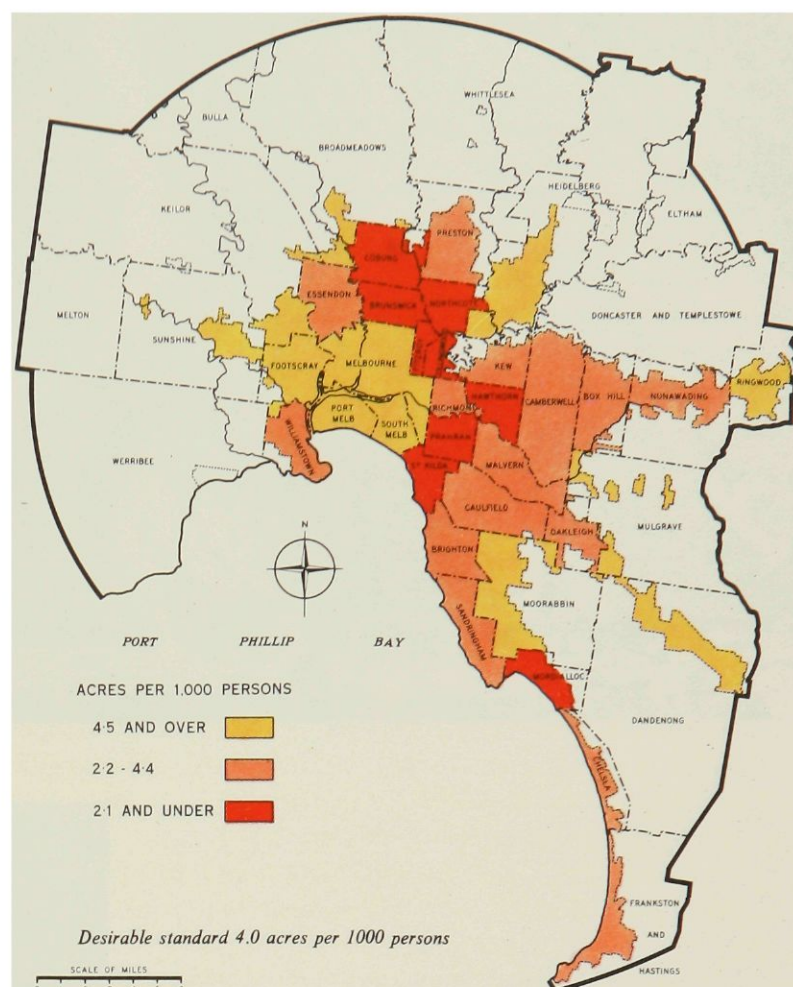 WHITTLESEA
BULLA
BROADMEADOWS
HEIDELBERG
KEILOR
ELTHAM
PRESTON
COBURG
ESSENDON
BRUNSWICK
NORTHCOTE
MELTON
DONCASTER AND TEMPLESTOWE
SUNSHINE
FOOTSCRAY
MELBOURNE
KEW
RINGWOOD
HAWTHORN
CAMBERWELL
BOX HILL
NUNAWADING
RICHMOND
PORT
MELB
SOUTH
MELB
PRAHRAN
WILLIAMSTOWN
ST KILDA
MALVERN
WERRIBEE
CAULFIELD
OAKLEIGH
MULGRAVE
N
BRIGHTON
MOORABBIN
SANDRINGHAM
PORT PHILLIP BAY
MORDIALLOC
ACRES PER 1,000 PERSONS
4·5 AND OVER
2·2 - 4·4
2·1 AND UNDER
DANDENONG
CHELSEA
FRANKSTON
AND
HASTINGS
Desirable standard 4.0 acres per 1000 persons
SCALE OF MILES